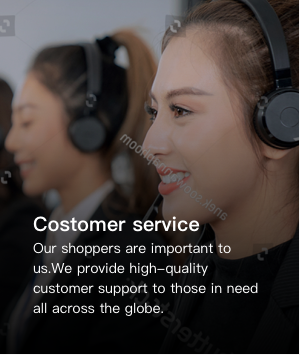 Costomer service
Our shoppers are important to
us.We provide high-quality
customer support to those in need
all across the globe.